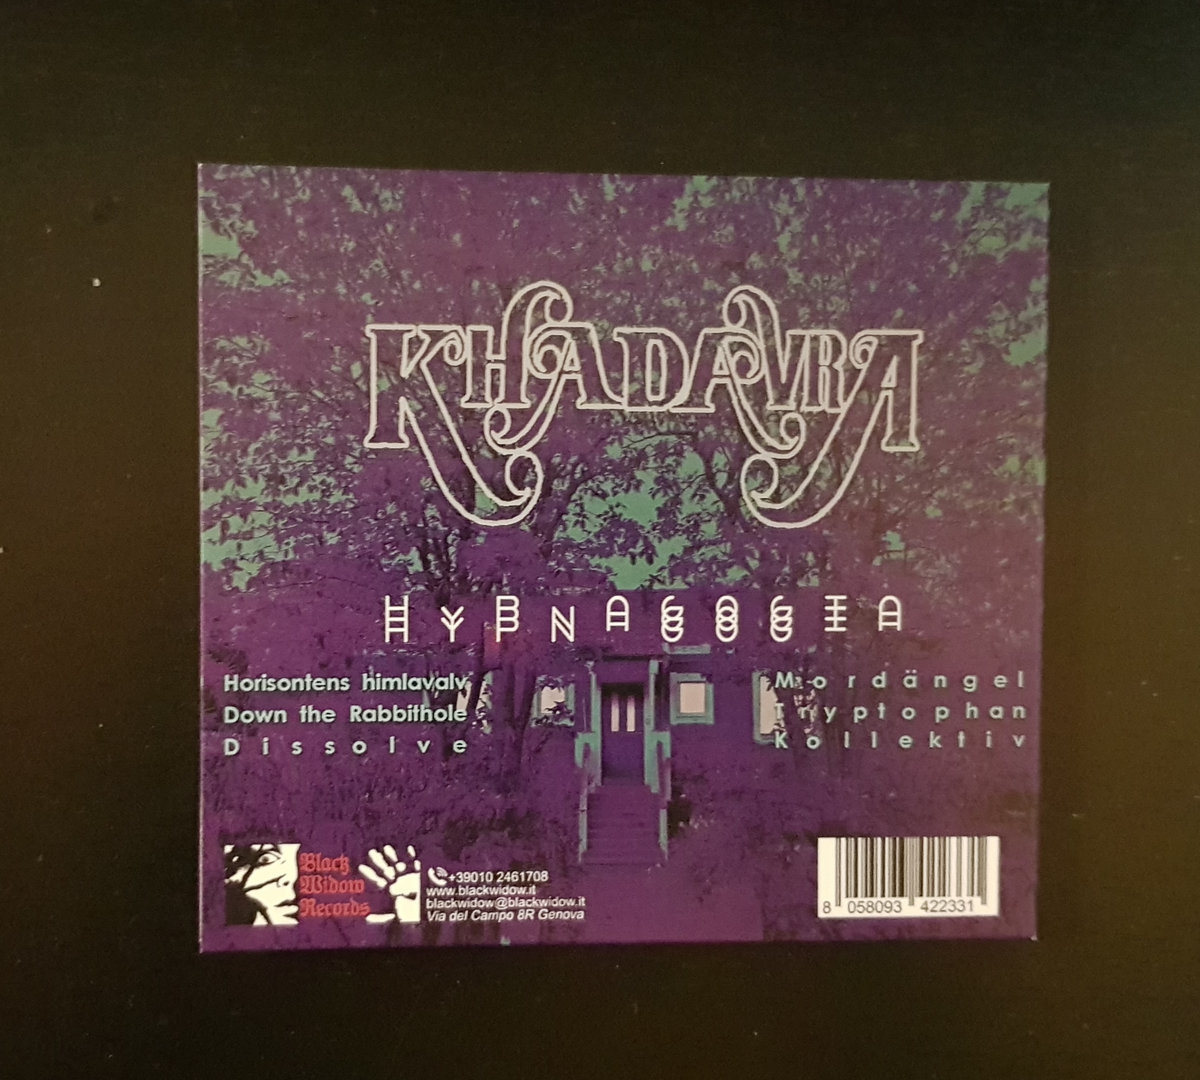 KHADAVRA
HYPNAGOGIA
Horisontens himlavalv
Down the Rabbithole
Dissolve
Mordängel
Tryptophan
Kollektiv
Black
Widow
Records
+39010 2461708
www.blackwidow.it
blackwidow@blackwidow.it
Via del Campo 8R Genova
8 058093 422331